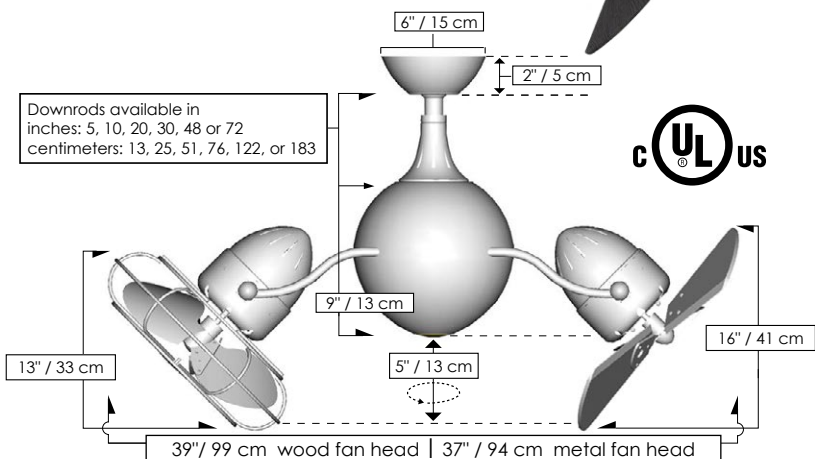 6" / 15 cm
2" / 5 cm
Downrods available in
inches: 5, 10, 20, 30, 48 or 72
centimeters: 13, 25, 51, 76, 122, or 183
C UL US
®
9" / 13 cm
13" / 33 cm
5" / 13 cm
16" / 41 cm
39"/ 99 cm wood fan head | 37" / 94 cm metal fan head